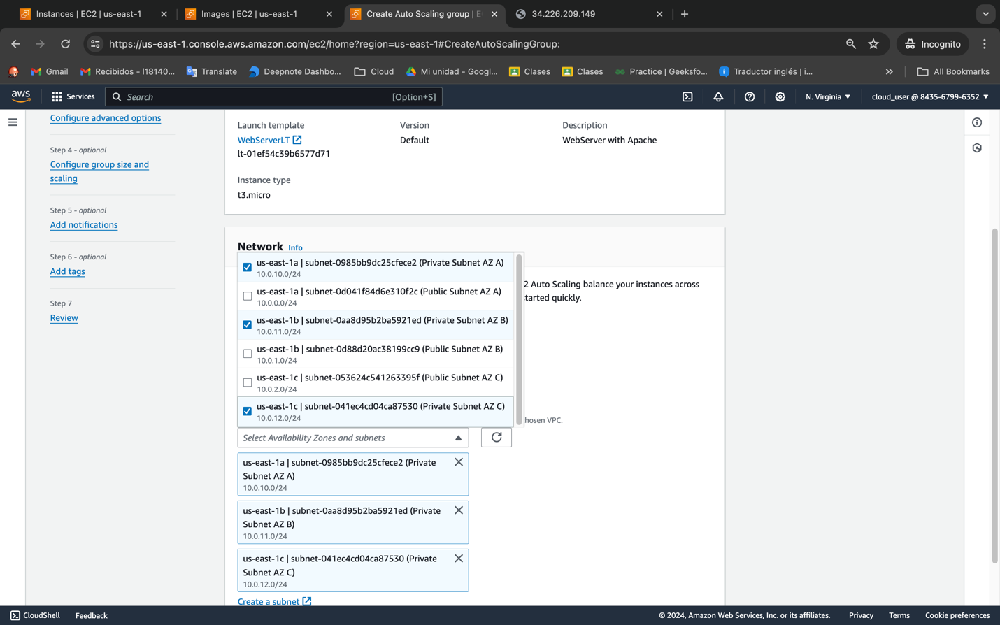 Instances | EC2 | us-east-1
Images | EC2 | us-east-1
Create Auto Scaling group | E
34.226.209.149
https://us-east-1.console.aws.amazon.com/ec2/home?region=us-east-1#CreateAutoScalingGroup:
Incognito
Gmail
Recibidos - l18140...
Translate
Deepnote Dashbo...
Cloud
Mi unidad - Googl...
Clases
Clases
Practice | Geeksfo...
Traductor inglés | i...
All Bookmarks
aws
Services
Search
[Option+S]
N. Virginia
cloud_user @ 8435-6799-6352
Configure advanced options
Step 4 - optional
Configure group size and
scaling
Step 5 - optional
Add notifications
Step 6 - optional
Add tags
Step 7
Review
Launch template
WebServerLT
lt-01ef54c39b6577d71
Version
Default
Description
WebServer with Apache
Instance type
t3.micro
Network Info
2 Auto Scaling balance your instances across
started quickly.
us-east-1a | subnet-0985bb9dc25cfece2 (Private Subnet AZ A)
10.0.10.0/24
us-east-1a | subnet-0d041f84d6e310f2c (Public Subnet AZ A)
10.0.0.0/24
us-east-1b | subnet-0aa8d95b2ba5921ed (Private Subnet AZ B)
10.0.11.0/24
us-east-1b | subnet-0d88d20ac38199cc9 (Public Subnet AZ B)
10.0.1.0/24
us-east-1c | subnet-053624c541263395f (Public Subnet AZ C)
10.0.2.0/24
us-east-1c | subnet-041ec4cd04ca87530 (Private Subnet AZ C)
10.0.12.0/24
chosen VPC.
Select Availability Zones and subnets
us-east-1a | subnet-0985bb9dc25cfece2 (Private
Subnet AZ A)
10.0.10.0/24
us-east-1b | subnet-0aa8d95b2ba5921ed (Private
Subnet AZ B)
10.0.11.0/24
us-east-1c | subnet-041ec4cd04ca87530 (Private
Subnet AZ C)
10.0.12.0/24
Create a subnet
CloudShell
Feedback
© 2024, Amazon Web Services, Inc. or its affiliates.
Privacy
Terms
Cookie preferences